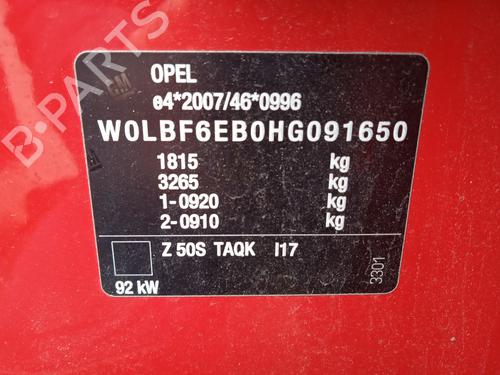 OPEL
e4*2007/46*0996
W0LBF6EB0HG091650
1815 kg
3265 kg
1-0920 kg
2-0910 kg
Z 50S TAQK I17
92 kW
3301
B-PARTS